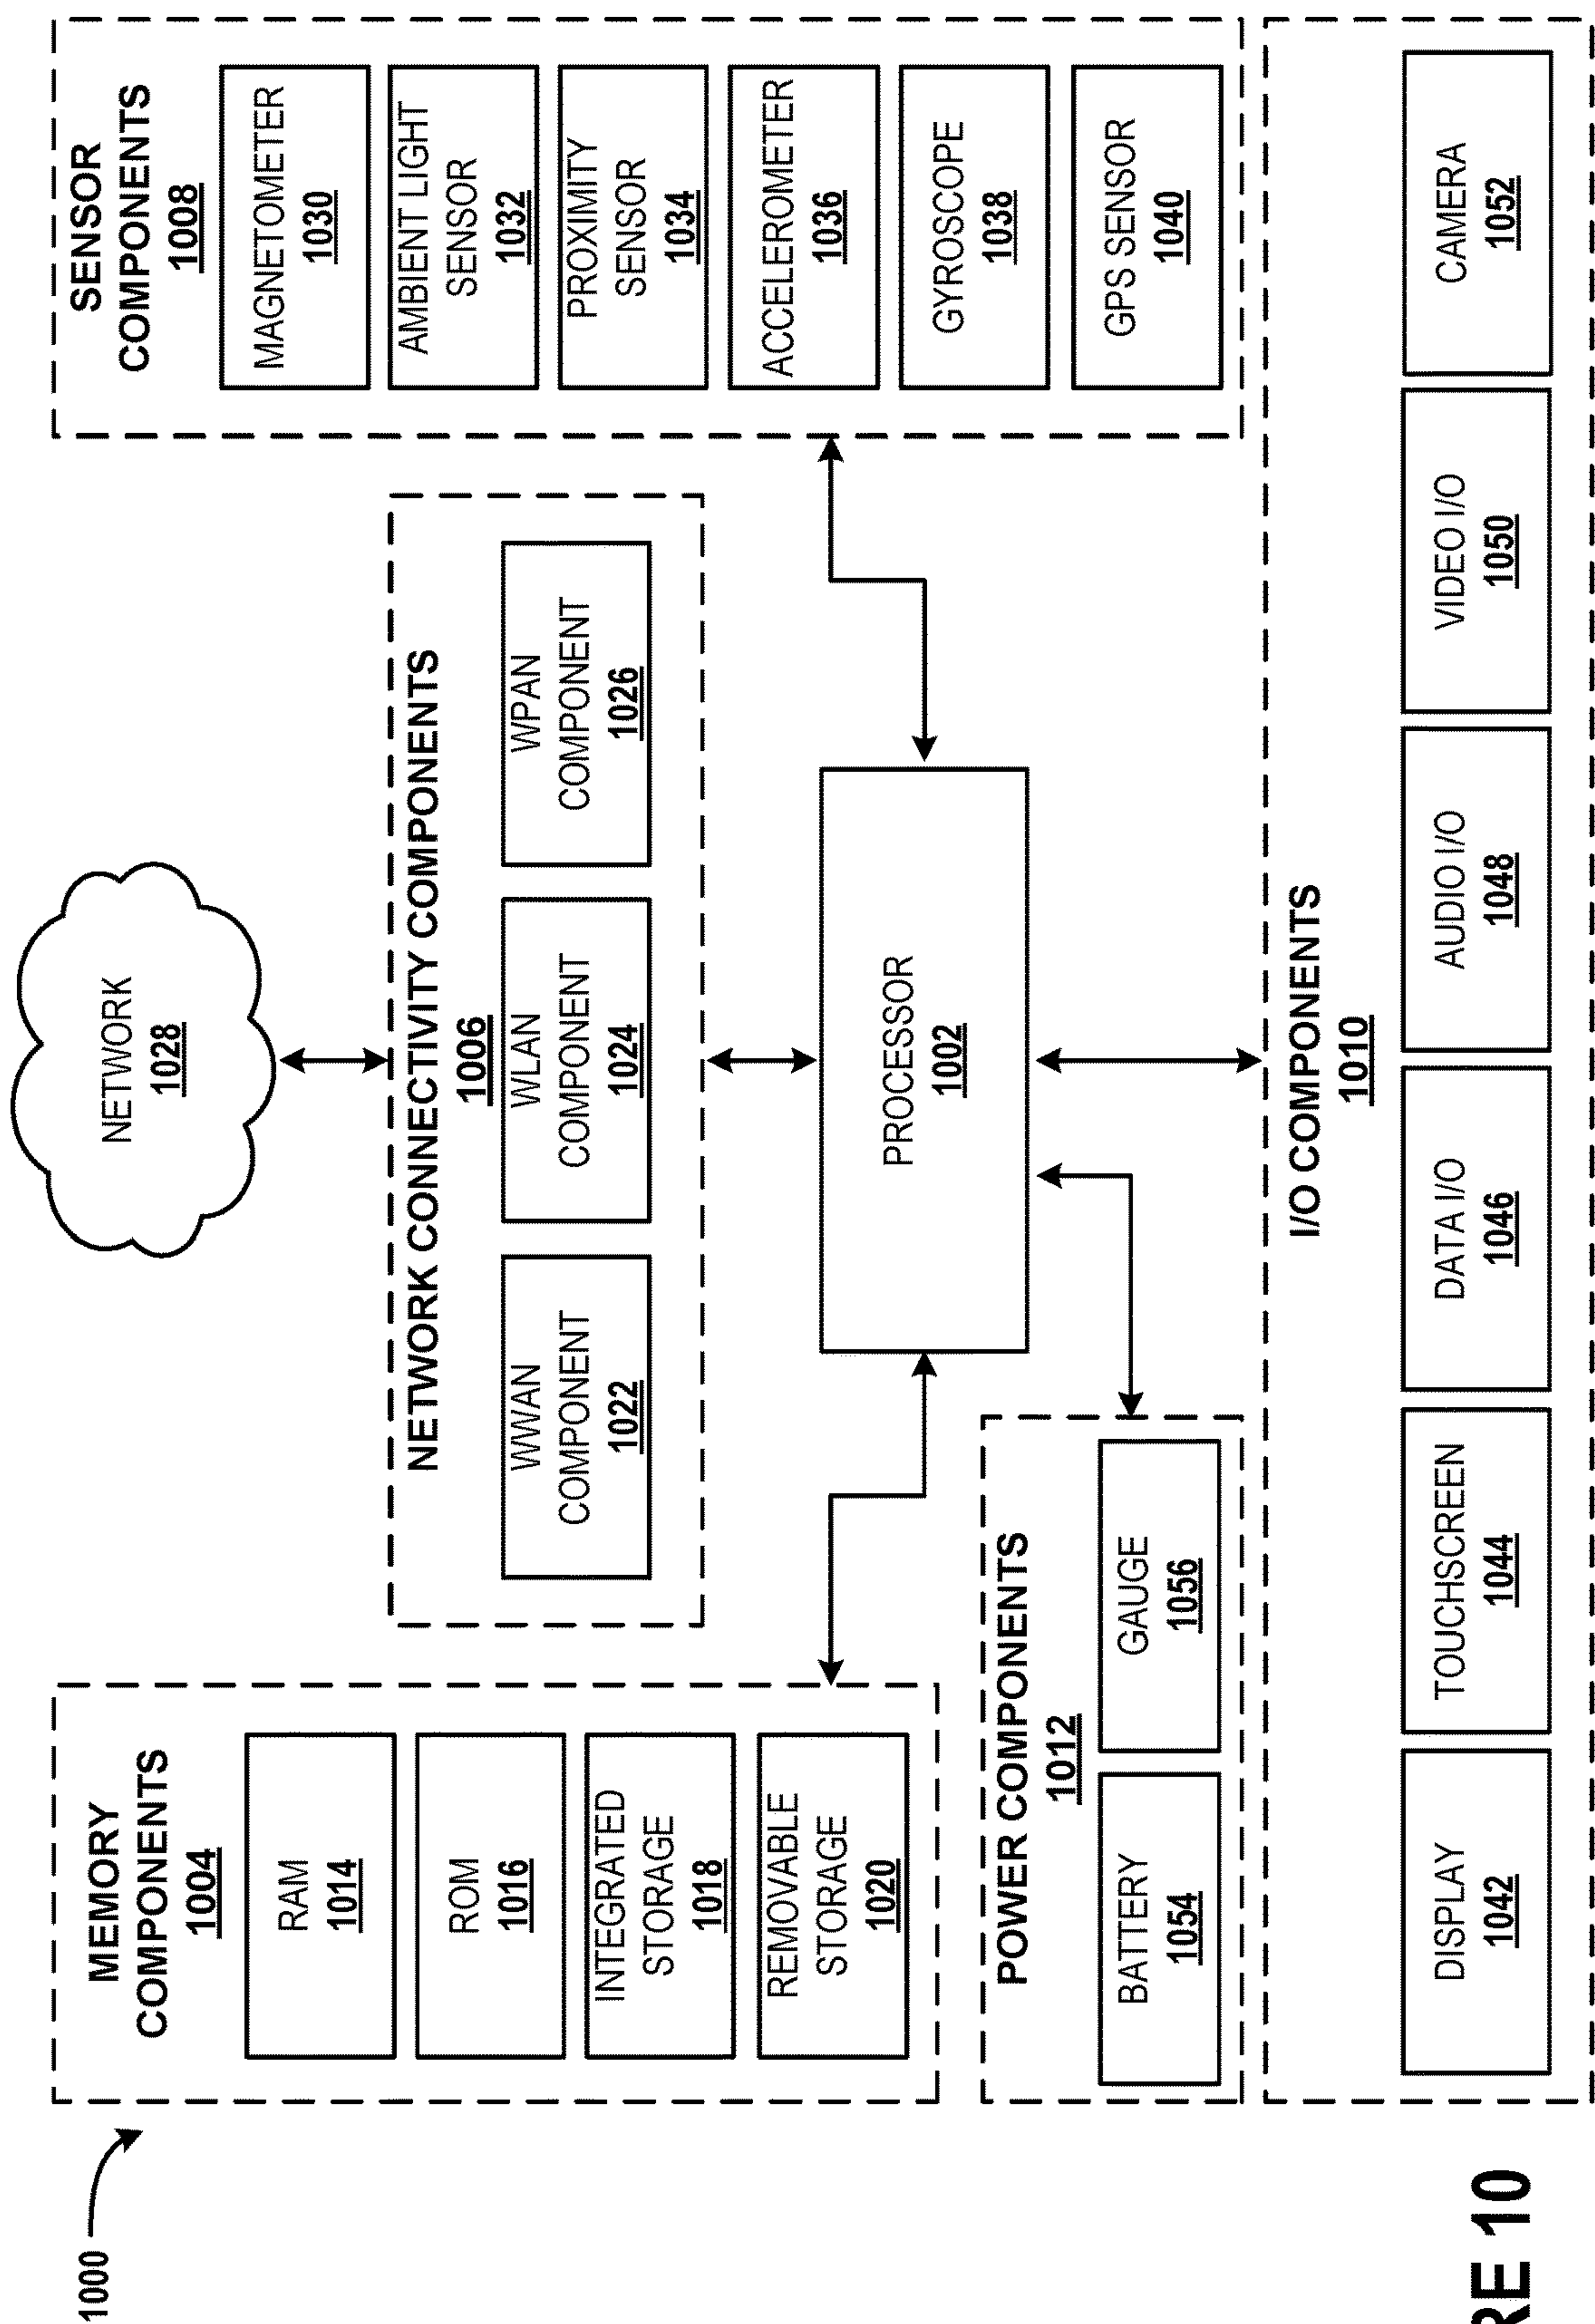 1000
MEMORY
COMPONENTS
1004
RAM
1014
ROM
1016
INTEGRATED
STORAGE
1018
REMOVABLE
STORAGE
1020
NETWORK
1028
NETWORK CONNECTIVITY COMPONENTS
1006
WWAN
COMPONENT
1022
WLAN
COMPONENT
1024
WPAN
COMPONENT
1026
SENSOR
COMPONENTS
1008
MAGNETOMETER
1030
AMBIENT LIGHT
SENSOR
1032
PROXIMITY
SENSOR
1034
ACCELEROMETER
1036
GYROSCOPE
1038
GPS SENSOR
1040
PROCESSOR
1002
POWER COMPONENTS
1012
BATTERY
1054
GAUGE
1056
I/O COMPONENTS
1010
DISPLAY
1042
TOUCHSCREEN
1044
DATA I/O
1046
AUDIO I/O
1048
VIDEO I/O
1050
CAMERA
1052
RE 10